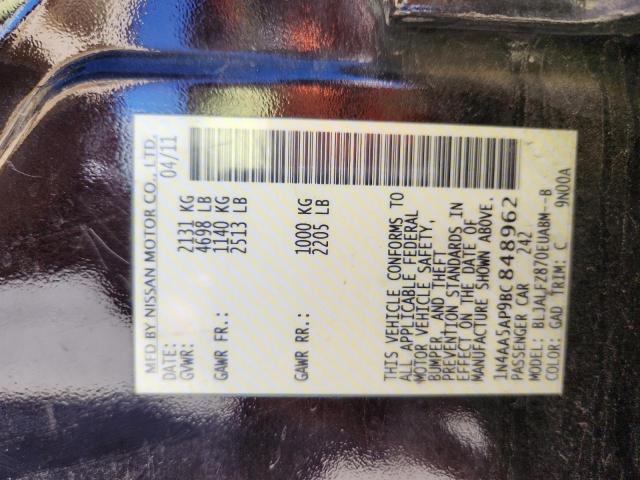 MFD BY NISSAN MOTOR CO., LTD.
DATE: 04/11
GVWR: 2131 KG
4698 LB
GAWR FR.: 1140 KG
2513 LB
GAWR RR.: 1000 KG
2205 LB
THIS VEHICLE CONFORMS TO
ALL APPLICABLE FEDERAL
MOTOR VEHICLE SAFETY,
BUMPER, AND THEFT
PREVENTION STANDARDS IN
EFFECT ON THE DATE OF
MANUFACTURE SHOWN ABOVE.
1N4AA5AP9BC848962
PASSENGER CAR 242
MODEL: BLJALFZ870EUABM--B
COLOR: GAD TRIM: C 9N00A